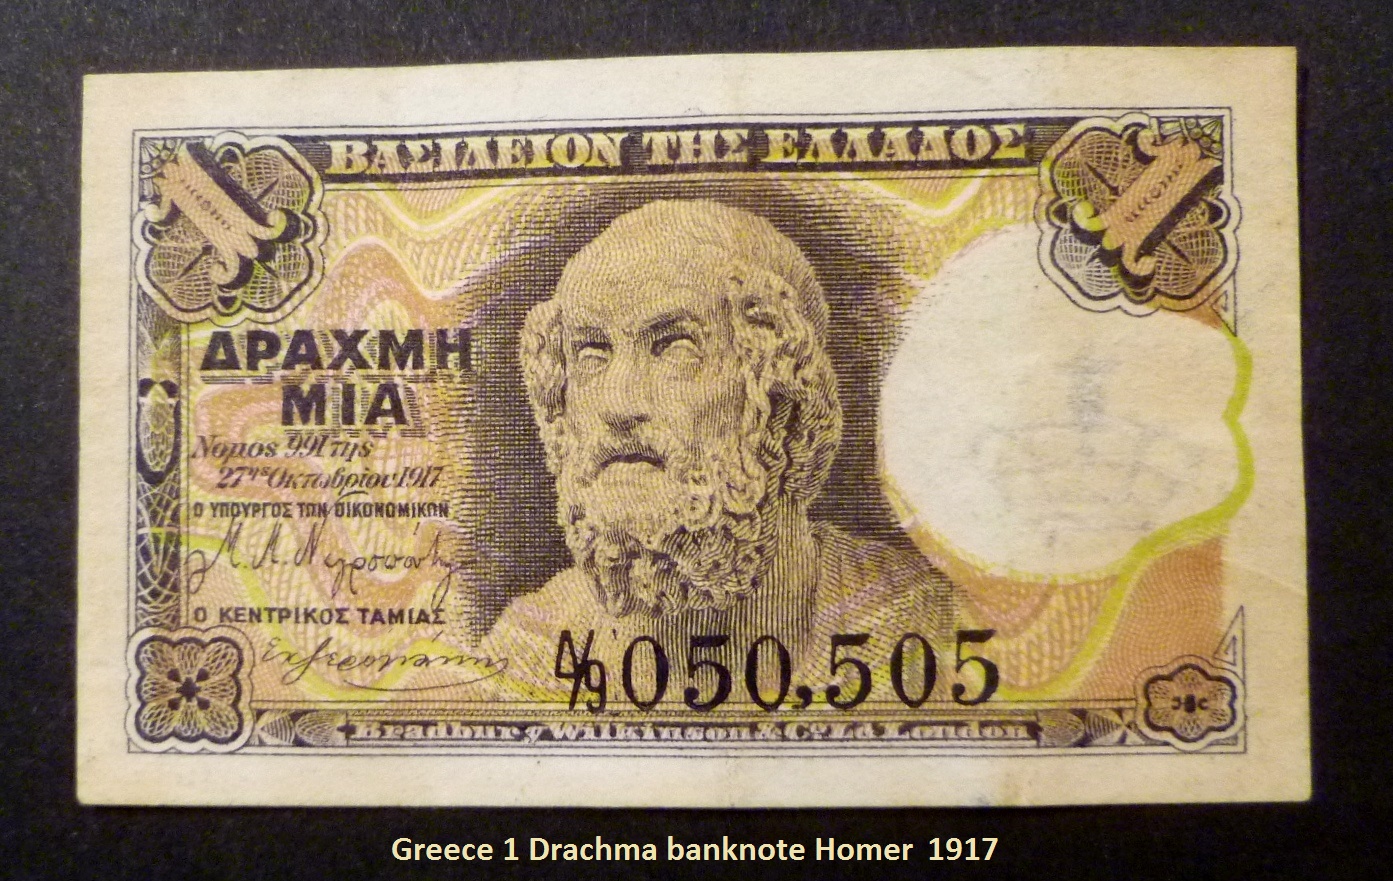 ΒΑΣΙΛΕΙΟΝ ΤΗΣ ΕΛΛΑΔΟΣ
ΔΡΑΧΜΗ
ΜΙΑ
Νομος 991 της
27ης Οκτωβρίου 1917
Ο ΥΠΟΥΡΓΟΣ ΤΩΝ ΟΙΚΟΝΟΜΙΚΩΝ
Ο ΚΕΝΤΡΙΚΟΣ ΤΑΜΙΑΣ
Δ/9 050,505
Bradbury Wilkinson & Co. Ld. London
Greece 1 Drachma banknote Homer 1917